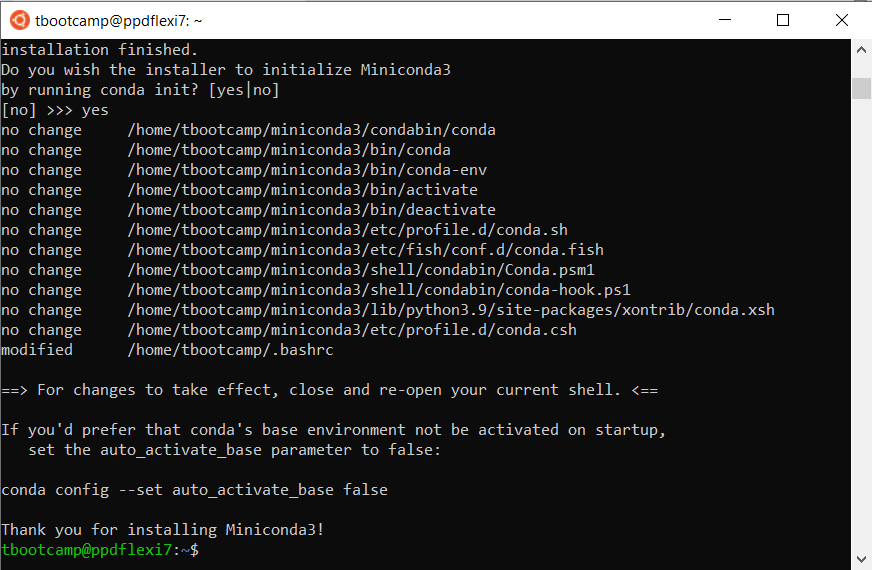 tbootcamp@ppdflexi7: ~
installation finished.
Do you wish the installer to initialize Miniconda3
by running conda init? [yes|no]
[no] >>> yes
no change     /home/tbootcamp/miniconda3/condabin/conda
no change     /home/tbootcamp/miniconda3/bin/conda
no change     /home/tbootcamp/miniconda3/bin/conda-env
no change     /home/tbootcamp/miniconda3/bin/activate
no change     /home/tbootcamp/miniconda3/bin/deactivate
no change     /home/tbootcamp/miniconda3/etc/profile.d/conda.sh
no change     /home/tbootcamp/miniconda3/etc/fish/conf.d/conda.fish
no change     /home/tbootcamp/miniconda3/shell/condabin/Conda.psm1
no change     /home/tbootcamp/miniconda3/shell/condabin/conda-hook.ps1
no change     /home/tbootcamp/miniconda3/lib/python3.9/site-packages/xontrib/conda.xsh
no change     /home/tbootcamp/miniconda3/etc/profile.d/conda.csh
modified      /home/tbootcamp/.bashrc
==> For changes to take effect, close and re-open your current shell. <==
If you'd prefer that conda's base environment not be activated on startup,
   set the auto_activate_base parameter to false:
conda config --set auto_activate_base false
Thank you for installing Miniconda3!
tbootcamp@ppdflexi7:~$